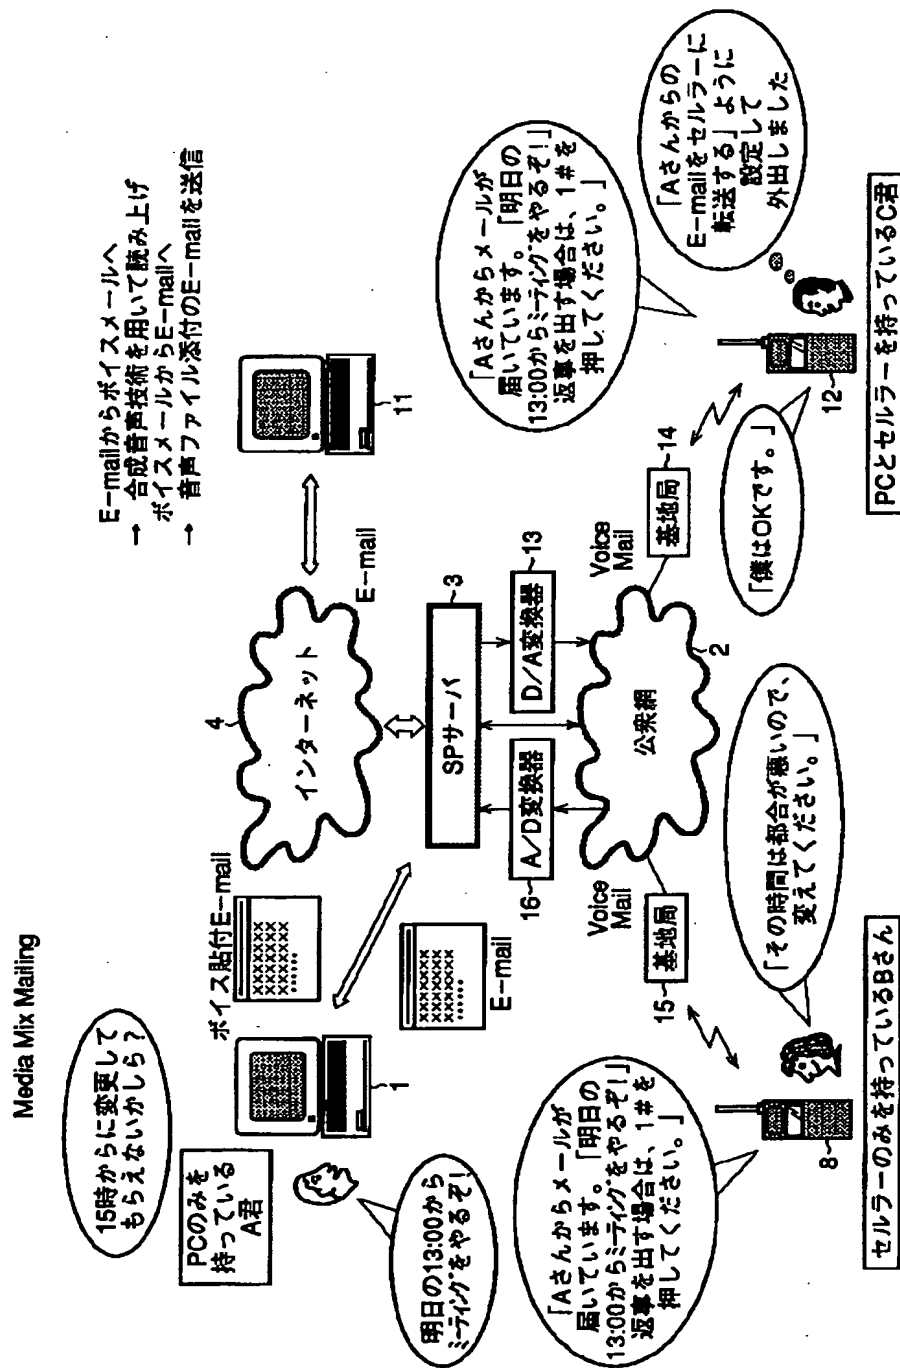 Media Mix Mailing
15時からに変更して
もらえないかしら?
PCのみを
持っている
A君
明日の13:00から
ミーティングをやるぞ!
1
ボイス貼付E-mail
XXXXXXX
XXXXXXX
XXXXXXX
E-mail
XXXXXXX
XXXXXXX
XXXXXXX
4
インターネット
E-mail
11
E-mailからボイスメールへ
→ 合成音声技術を用いて読み上げ
ボイスメールからE-mailへ
→ 音声ファイル添付のE-mailを送信
SPサーバ
3
16
A/D変換器
D/A変換器
13
Voice
Mail
公衆網
2
Voice
Mail
15
基地局
基地局
14
「Aさんからメールが
届いています。「明日の
13:00からミーティングをやるぞ!」
返事を出す場合は、1#を
押してください。」
8
「その時間は都合が悪いので、
変えてください。」
セルラーのみを持っているBさん
「Aさんからメールが
届いています。「明日の
13:00からミーティングをやるぞ!」
返事を出す場合は、1#を
押してください。」
「AさんからのE-mailをセルラーに
転送する」ように
設定して
外出しました
「僕はOKです。」
12
PCとセルラーを持っているC君